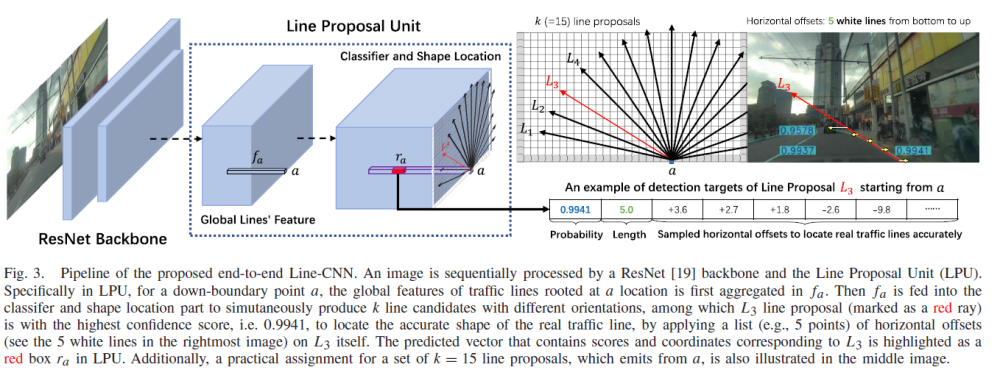 Line Proposal Unit
Classifier and Shape Location
fₐ
a
Global Lines' Feature
rₐ
L₃
a
ResNet Backbone
k (=15) line proposals
L₄
L₃
L₂
L₁
a
Horizontal offsets: 5 white lines from bottom to up
L₃
0.9578
0.9937
0.9941
An example of detection targets of Line Proposal L₃ starting from a
0.9941 5.0 +3.6 +2.7 +1.8 −2.6 −9.8 ······
Probability Length Sampled horizontal offsets to locate real traffic lines accurately
Fig. 3. Pipeline of the proposed end-to-end Line-CNN. An image is sequentially processed by a ResNet [19] backbone and the Line Proposal Unit (LPU).
Specifically in LPU, for a down-boundary point a, the global features of traffic lines rooted at a location is first aggregated in fₐ. Then fₐ is fed into the
classifer and shape location part to simutaneously produce k line candidates with different orientations, among which L₃ line proposal (marked as a red ray)
is with the highest confidence score, i.e. 0.9941, to locate the accurate shape of the real traffic line, by applying a list (e.g., 5 points) of horizontal offsets
(see the 5 white lines in the rightmost image) on L₃ itself. The predicted vector that contains scores and coordinates corresponding to L₃ is highlighted as a
red box rₐ in LPU. Additionally, a practical assignment for a set of k = 15 line proposals, which emits from a, is also illustrated in the middle image.